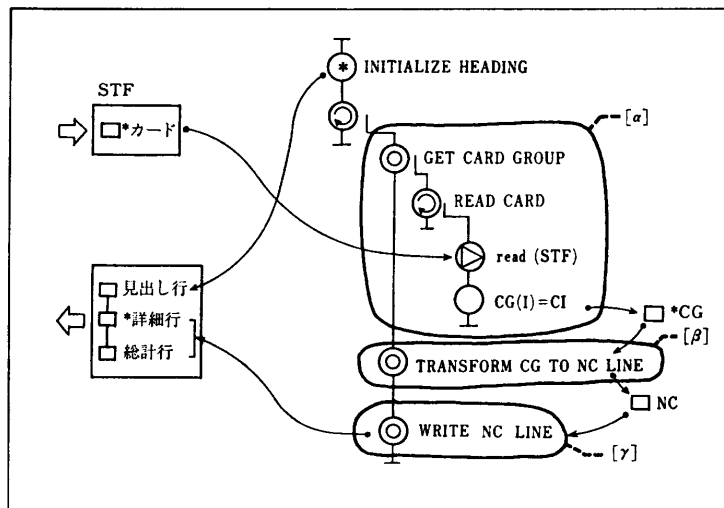 INITIALIZE HEADING
STF
*カード
[α]
GET CARD GROUP
READ CARD
read (STF)
CG(I)=CI
見出し行
*詳細行
総計行
*CG
[β]
TRANSFORM CG TO NC LINE
NC
WRITE NC LINE
[γ]